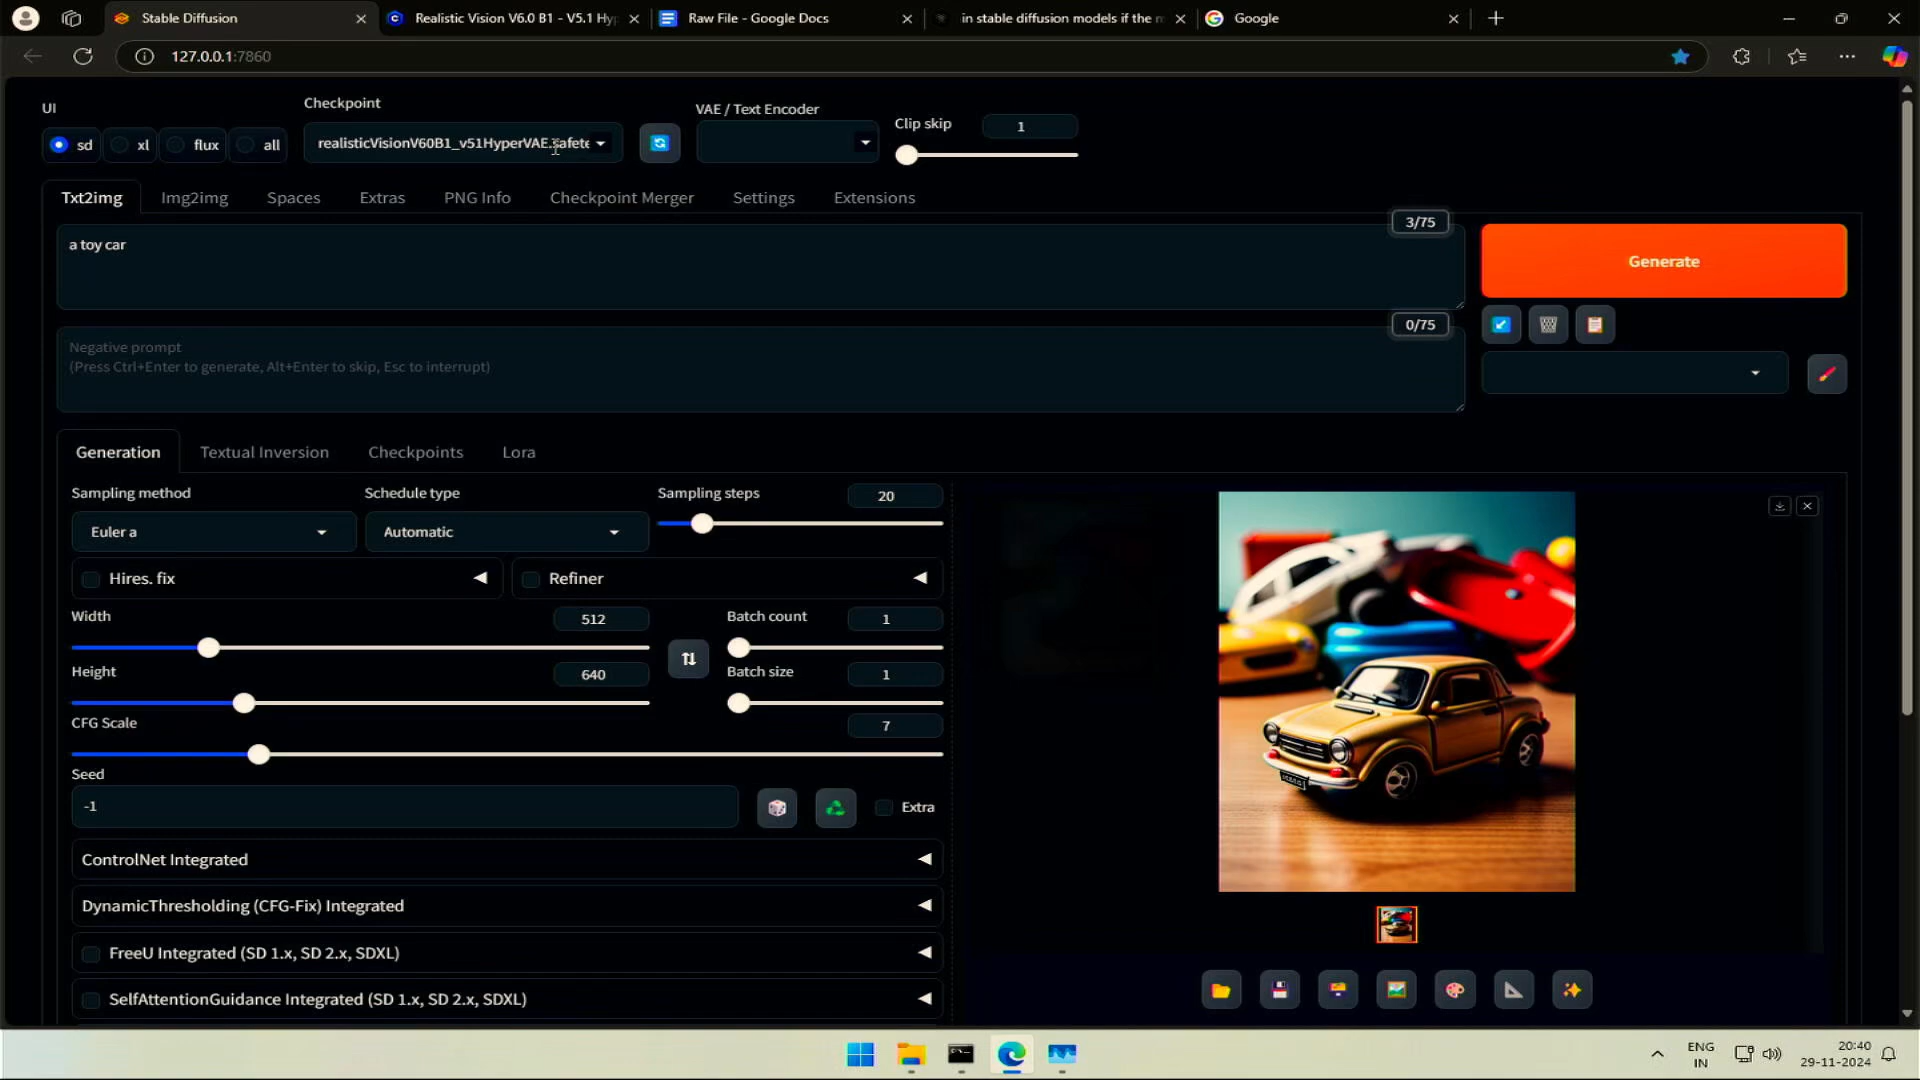 Stable Diffusion
Realistic Vision V6.0 B1 - V5.1 Hy
Raw File - Google Docs
in stable diffusion models if the
Google
127.0.0.1:7860
UI
Checkpoint
VAE / Text Encoder
Clip skip
1
sd
xl
flux
all
realisticVisionV60B1_v51HyperVAE.safete
Txt2img
Img2img
Spaces
Extras
PNG Info
Checkpoint Merger
Settings
Extensions
3/75
a toy car
Generate
0/75
Negative prompt
(Press Ctrl+Enter to generate, Alt+Enter to skip, Esc to interrupt)
Generation
Textual Inversion
Checkpoints
Lora
Sampling method
Schedule type
Sampling steps
20
Euler a
Automatic
Hires. fix
Refiner
Width
512
Batch count
1
Height
640
Batch size
1
CFG Scale
7
Seed
-1
Extra
ControlNet Integrated
DynamicThresholding (CFG-Fix) Integrated
FreeU Integrated (SD 1.x, SD 2.x, SDXL)
SelfAttentionGuidance Integrated (SD 1.x, SD 2.x, SDXL)
ENG
IN
20:40
29-11-2024